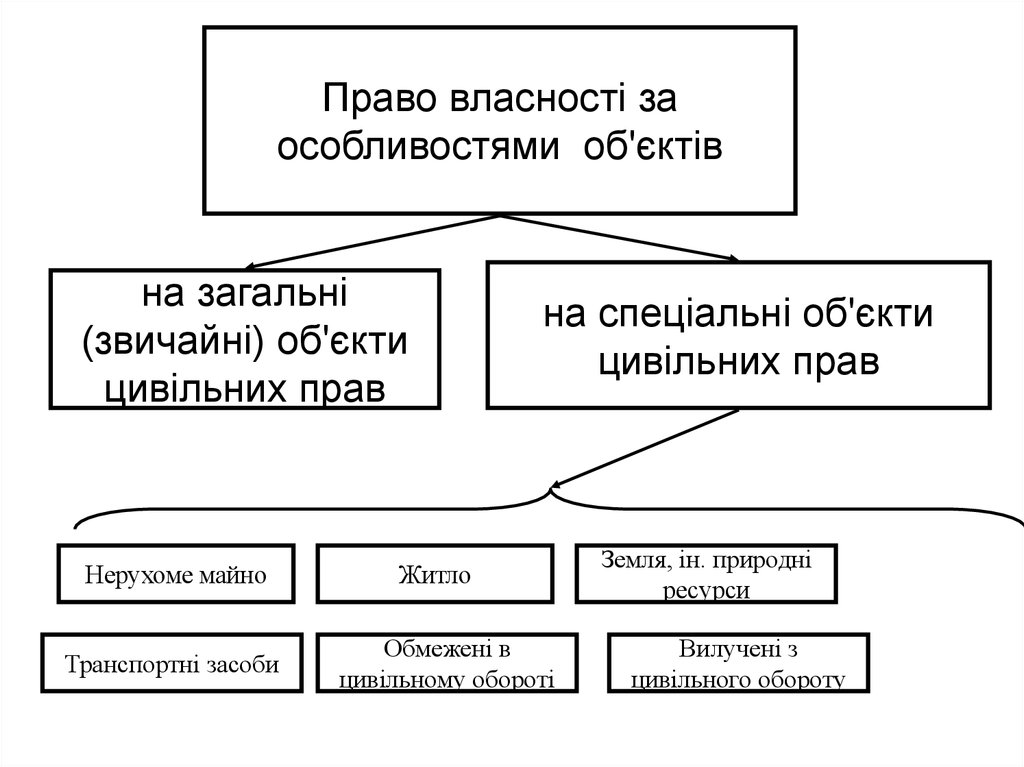 Право власності за
особливостями об'єктів
на загальні
(звичайні) об'єкти
цивільних прав
на спеціальні об'єкти
цивільних прав
Нерухоме майно
Житло
Земля, ін. природні
ресурси
Транспортні засоби
Обмежені в
цивільному обороті
Вилучені з
цивільного обороту